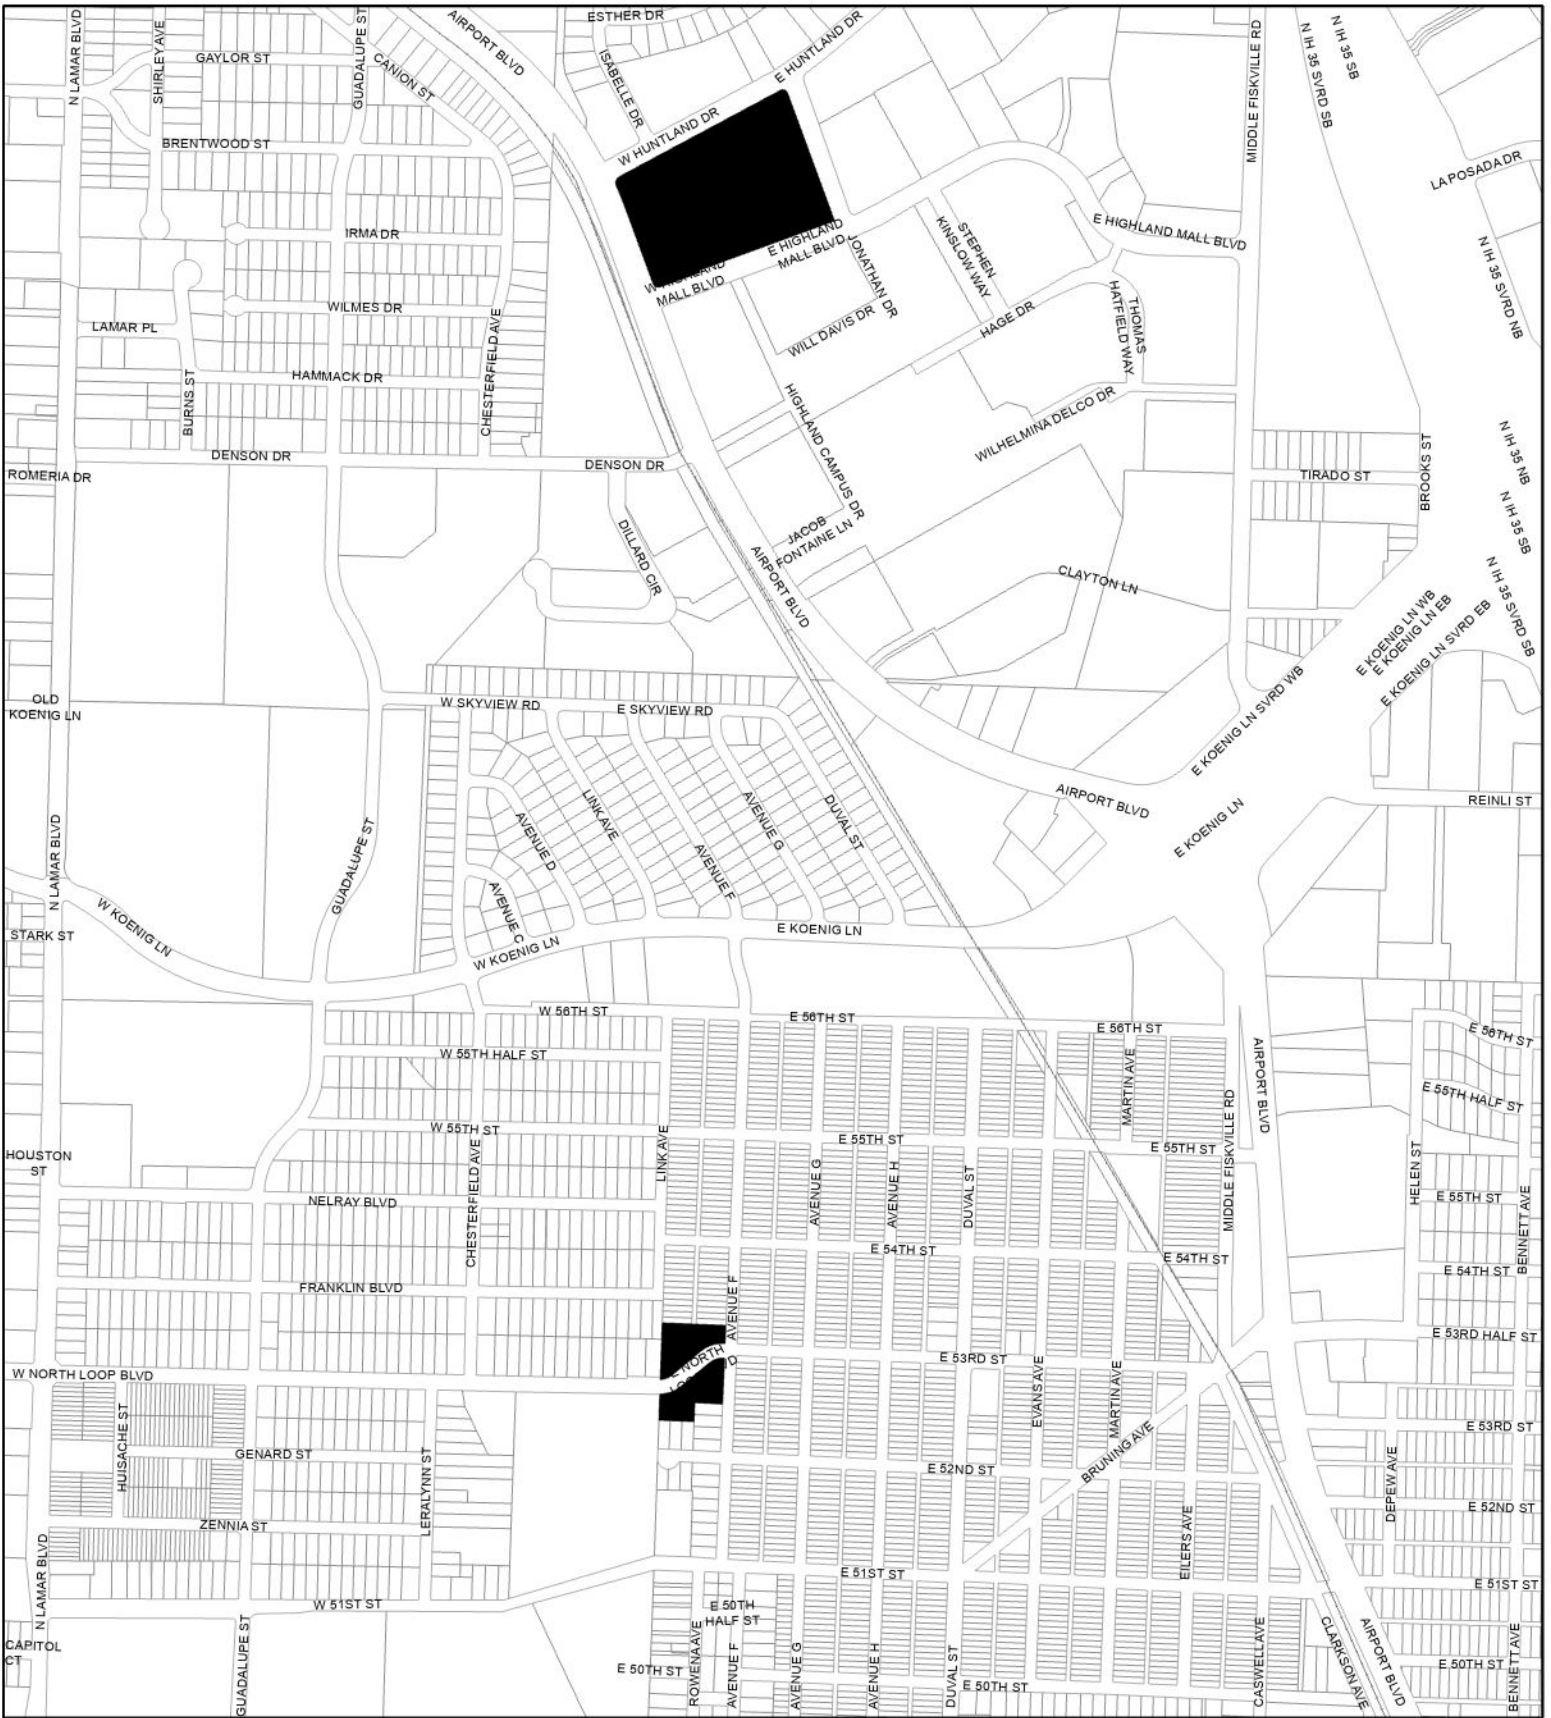 ESTHER DR
AIRPORT BLVD
N LAMAR BLVD
SHIRLEY AVE
GUADALUPE ST
GAYLOR ST
CANION ST
ISABELLE DR
E HUNTLAND DR
MIDDLE FISKVILLE RD
N IH 35 SVRD SB
N IH 35 SB
BRENTWOOD ST
W HUNTLAND DR
LA POSADA DR
IRMA DR
E HIGHLAND
MALL BLVD
JONATHAN DR
STEPHEN
KINSLOW WAY
E HIGHLAND MALL BLVD
N IH 35 SVRD NB
MALL BLVD
WILMES DR
LAMAR PL
WILL DAVIS DR
HAGE DR
THOMAS
HATFIELD WAY
CHESTERFIELD AVE
HAMMACK DR
BURNS ST
HIGHLAND CAMPUS DR
WILHELMINA DELCO DR
DENSON DR
DENSON DR
ROMERIA DR
TIRADO ST
BROOKS ST
N IH 35 NB
N IH 35 SB
DILLARD CIR
JACOB
FONTAINE LN
AIRPORT BLVD
CLAYTON LN
N IH 35 SVRD SB
E KOENIG LN WB
E KOENIG LN EB
E KOENIG LN SVRD EB
OLD
KOENIG LN
W SKYVIEW RD
E SKYVIEW RD
E KOENIG LN SVRD WB
N LAMAR BLVD
GUADALUPE ST
AVENUE D
LINK AVE
AVENUE F
AVENUE G
DUVAL ST
AIRPORT BLVD
REINLI ST
E KOENIG LN
AVENUE C
W KOENIG LN
STARK ST
W KOENIG LN
E KOENIG LN
W 56TH ST
E 56TH ST
E 56TH ST
E 56TH ST
W 55TH HALF ST
MARTIN AVE
AIRPORT BLVD
E 55TH HALF ST
MIDDLE FISKVILLE RD
W 55TH ST
E 55TH ST
E 55TH ST
HOUSTON
ST
CHESTERFIELD AVE
LINK AVE
AVENUE G
AVENUE H
DUVAL ST
HELEN ST
E 55TH ST
BENNETT AVE
NELRAY BLVD
E 54TH ST
E 54TH ST
E 54TH ST
FRANKLIN BLVD
AVENUE F
E 53RD HALF ST
E NORTH
E 53RD ST
W NORTH LOOP BLVD
EVANS AVE
MARTIN AVE
HUISACHE ST
E 53RD ST
GENARD ST
BRUNING AVE
E 52ND ST
DEPEW AVE
LERALYNN ST
ZENNIA ST
E 52ND ST
EILERS AVE
N LAMAR BLVD
E 51ST ST
E 51ST ST
W 51ST ST
E 50TH
HALF ST
GUADALUPE ST
CAPITOL
CT
E 50TH ST
ROWENA AVE
AVENUE F
AVENUE G
AVENUE H
DUVAL ST
E 50TH ST
CASWELL AVE
CLARKSON AVE
AIRPORT BLVD
E 50TH ST
BENNETT AVE